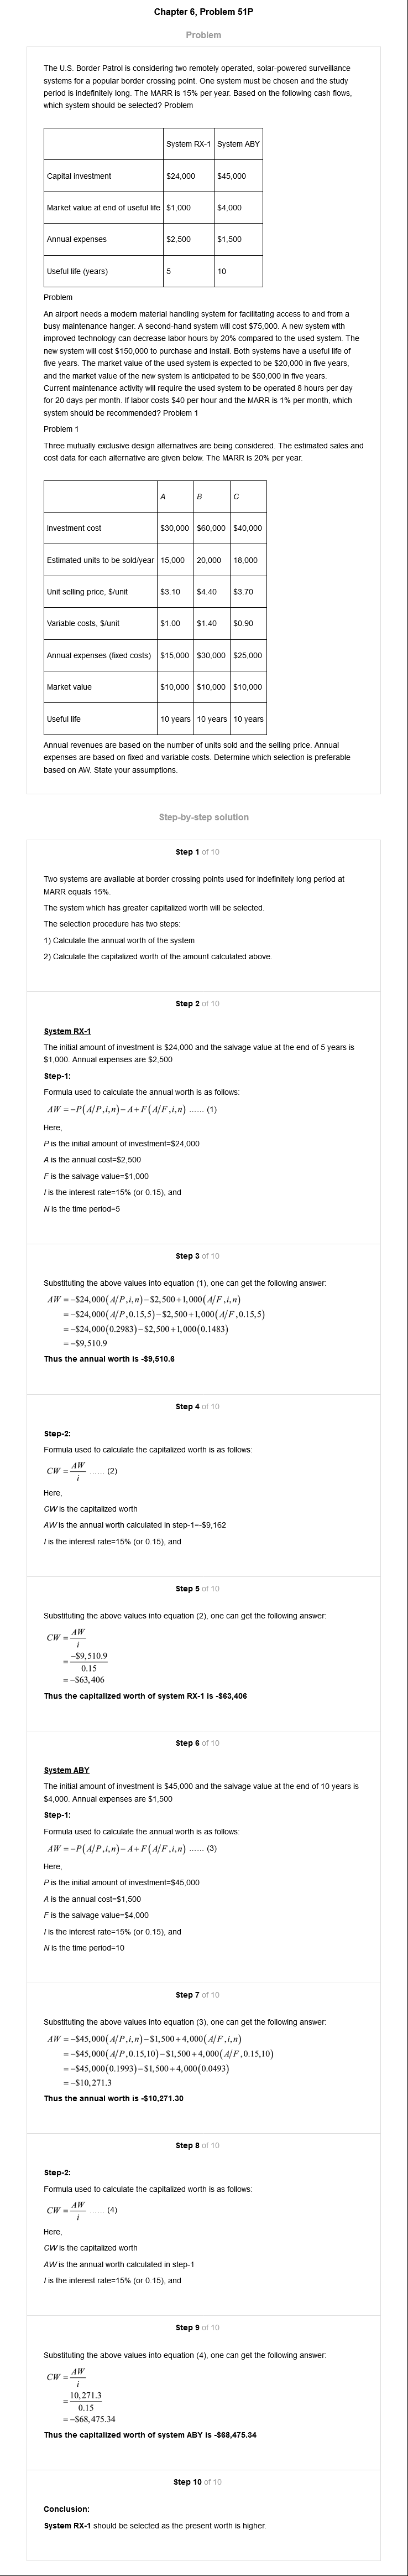 Chapter 6, Problem 51P
Problem
The U.S. Border Patrol is considering two remotely operated, solar-powered surveillance
systems for a popular border crossing point. One system must be chosen and the study
period is indefinitely long. The MARR is 15% per year. Based on the following cash flows,
which system should be selected? Problem
System RX-1 System ABY
Capital investment $24,000 $45,000
Market value at end of useful life $1,000 $4,000
Annual expenses $2,500 $1,500
Useful life (years) 5 10
Problem
An airport needs a modern material handling system for facilitating access to and from a
busy maintenance hanger. A second-hand system will cost $75,000. A new system with
improved technology can decrease labor hours by 20% compared to the used system. The
new system will cost $150,000 to purchase and install. Both systems have a useful life of
five years. The market value of the used system is expected to be $20,000 in five years,
and the market value of the new system is anticipated to be $50,000 in five years.
Current maintenance activity will require the used system to be operated 8 hours per day
for 20 days per month. If labor costs $40 per hour and the MARR is 1% per month, which
system should be recommended? Problem 1
Problem 1
Three mutually exclusive design alternatives are being considered. The estimated sales and
cost data for each alternative are given below. The MARR is 20% per year.
A B C
Investment cost $30,000 $60,000 $40,000
Estimated units to be sold/year 15,000 20,000 18,000
Unit selling price, $/unit $3.10 $4.40 $3.70
Variable costs, $/unit $1.00 $1.40 $0.90
Annual expenses (fixed costs) $15,000 $30,000 $25,000
Market value $10,000 $10,000 $10,000
Useful life 10 years 10 years 10 years
Annual revenues are based on the number of units sold and the selling price. Annual
expenses are based on fixed and variable costs. Determine which selection is preferable
based on AW. State your assumptions.
Step-by-step solution
Step 1 of 10
Two systems are available at border crossing points used for indefinitely long period at
MARR equals 15%.
The system which has greater capitalized worth will be selected.
The selection procedure has two steps:
1) Calculate the annual worth of the system
2) Calculate the capitalized worth of the amount calculated above.
Step 2 of 10
System RX-1
The initial amount of investment is $24,000 and the salvage value at the end of 5 years is
$1,000. Annual expenses are $2,500
Step-1:
Formula used to calculate the annual worth is as follows:
AW = −P(A/P,i,n)−A+F(A/F,i,n) ...... (1)
Here,
P is the initial amount of investment=$24,000
A is the annual cost=$2,500
F is the salvage value=$1,000
I is the interest rate=15% (or 0.15), and
N is the time period=5
Step 3 of 10
Substituting the above values into equation (1), one can get the following answer:
AW = −$24,000(A/P,i,n)−$2,500+1,000(A/F,i,n)
= −$24,000(A/P,0.15,5)−$2,500+1,000(A/F,0.15,5)
= −$24,000(0.2983)−$2,500+1,000(0.1483)
= −$9,510.9
Thus the annual worth is -$9,510.6
Step 4 of 10
Step-2:
Formula used to calculate the capitalized worth is as follows:
CW = AW/i ...... (2)
Here,
CW is the capitalized worth
AW is the annual worth calculated in step-1=-$9,162
I is the interest rate=15% (or 0.15), and
Step 5 of 10
Substituting the above values into equation (2), one can get the following answer:
CW = AW/i
= −$9,510.9/0.15
= −$63,406
Thus the capitalized worth of system RX-1 is -$63,406
Step 6 of 10
System ABY
The initial amount of investment is $45,000 and the salvage value at the end of 10 years is
$4,000. Annual expenses are $1,500
Step-1:
Formula used to calculate the annual worth is as follows:
AW = −P(A/P,i,n)−A+F(A/F,i,n) ...... (3)
Here,
P is the initial amount of investment=$45,000
A is the annual cost=$1,500
F is the salvage value=$4,000
I is the interest rate=15% (or 0.15), and
N is the time period=10
Step 7 of 10
Substituting the above values into equation (3), one can get the following answer:
AW = −$45,000(A/P,i,n)−$1,500+4,000(A/F,i,n)
= −$45,000(A/P,0.15,10)−$1,500+4,000(A/F,0.15,10)
= −$45,000(0.1993)−$1,500+4,000(0.0493)
= −$10,271.3
Thus the annual worth is -$10,271.30
Step 8 of 10
Step-2:
Formula used to calculate the capitalized worth is as follows:
CW = AW/i ...... (4)
Here,
CW is the capitalized worth
AW is the annual worth calculated in step-1
I is the interest rate=15% (or 0.15), and
Step 9 of 10
Substituting the above values into equation (4), one can get the following answer:
CW = AW/i
= 10,271.3/0.15
= −$68,475.34
Thus the capitalized worth of system ABY is -$68,475.34
Step 10 of 10
Conclusion:
System RX-1 should be selected as the present worth is higher.